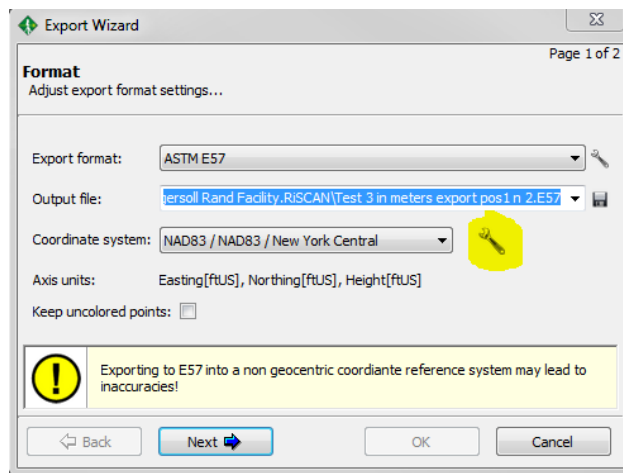 Export Wizard
Page 1 of 2
Format
Adjust export format settings...
Export format: ASTM E57
Output file: gersoll Rand Facility.RiSCAN\Test 3 in meters export pos1 n 2.E57
Coordinate system: NAD83 / NAD83 / New York Central
Axis units: Easting[ftUS], Northing[ftUS], Height[ftUS]
Keep uncolored points:
Exporting to E57 into a non geocentric coordiante reference system may lead to
inaccuracies!
Back Next OK Cancel